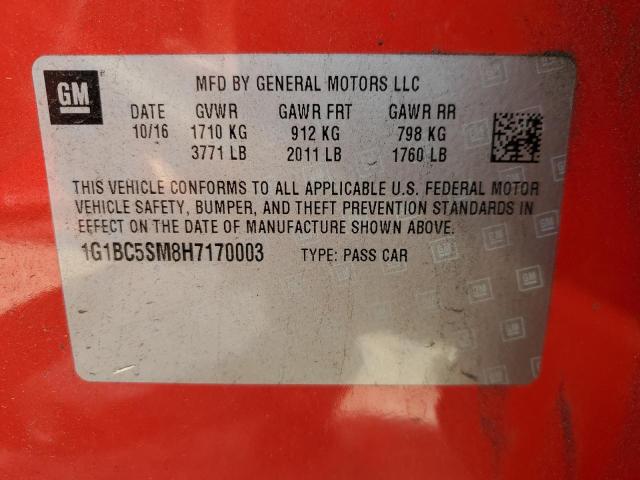 GM
MFD BY GENERAL MOTORS LLC
DATE GVWR GAWR FRT GAWR RR
10/16 1710 KG 912 KG 798 KG
3771 LB 2011 LB 1760 LB
THIS VEHICLE CONFORMS TO ALL APPLICABLE U.S. FEDERAL MOTOR
VEHICLE SAFETY, BUMPER, AND THEFT PREVENTION STANDARDS IN
EFFECT ON THE DATE OF MANUFACTURE SHOWN ABOVE.
1G1BC5SM8H7170003 TYPE: PASS CAR